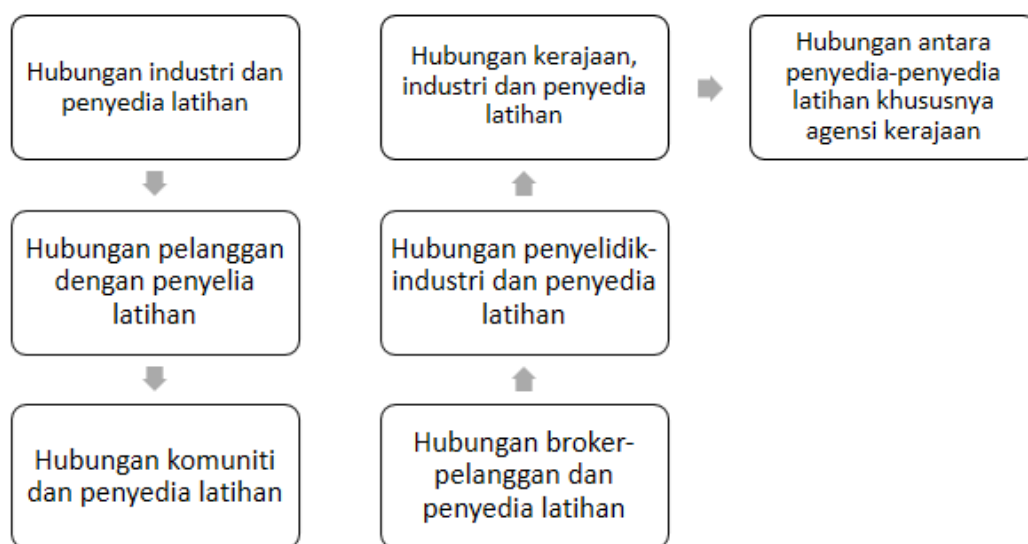 Hubungan industri dan
penyedia latihan
Hubungan pelanggan
dengan penyelia
latihan
Hubungan komuniti
dan penyedia latihan
Hubungan broker-
pelanggan dan
penyedia latihan
Hubungan penyelidik-
industri dan penyedia
latihan
Hubungan kerajaan,
industri dan penyedia
latihan
Hubungan antara
penyedia-penyedia
latihan khususnya
agensi kerajaan